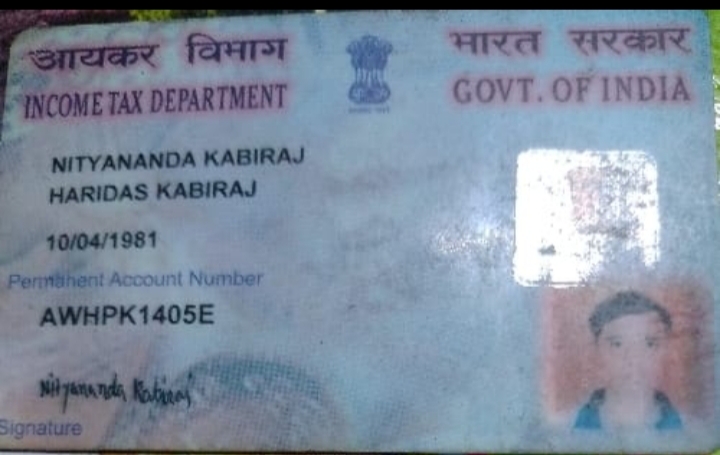 आयकर विभाग
भारत सरकार
INCOME TAX DEPARTMENT
GOVT. OF INDIA
NITYANANDA KABIRAJ
HARIDAS KABIRAJ
10/04/1981
Permanent Account Number
AWHPK1405E
Nityananda Kabiraj
Signature